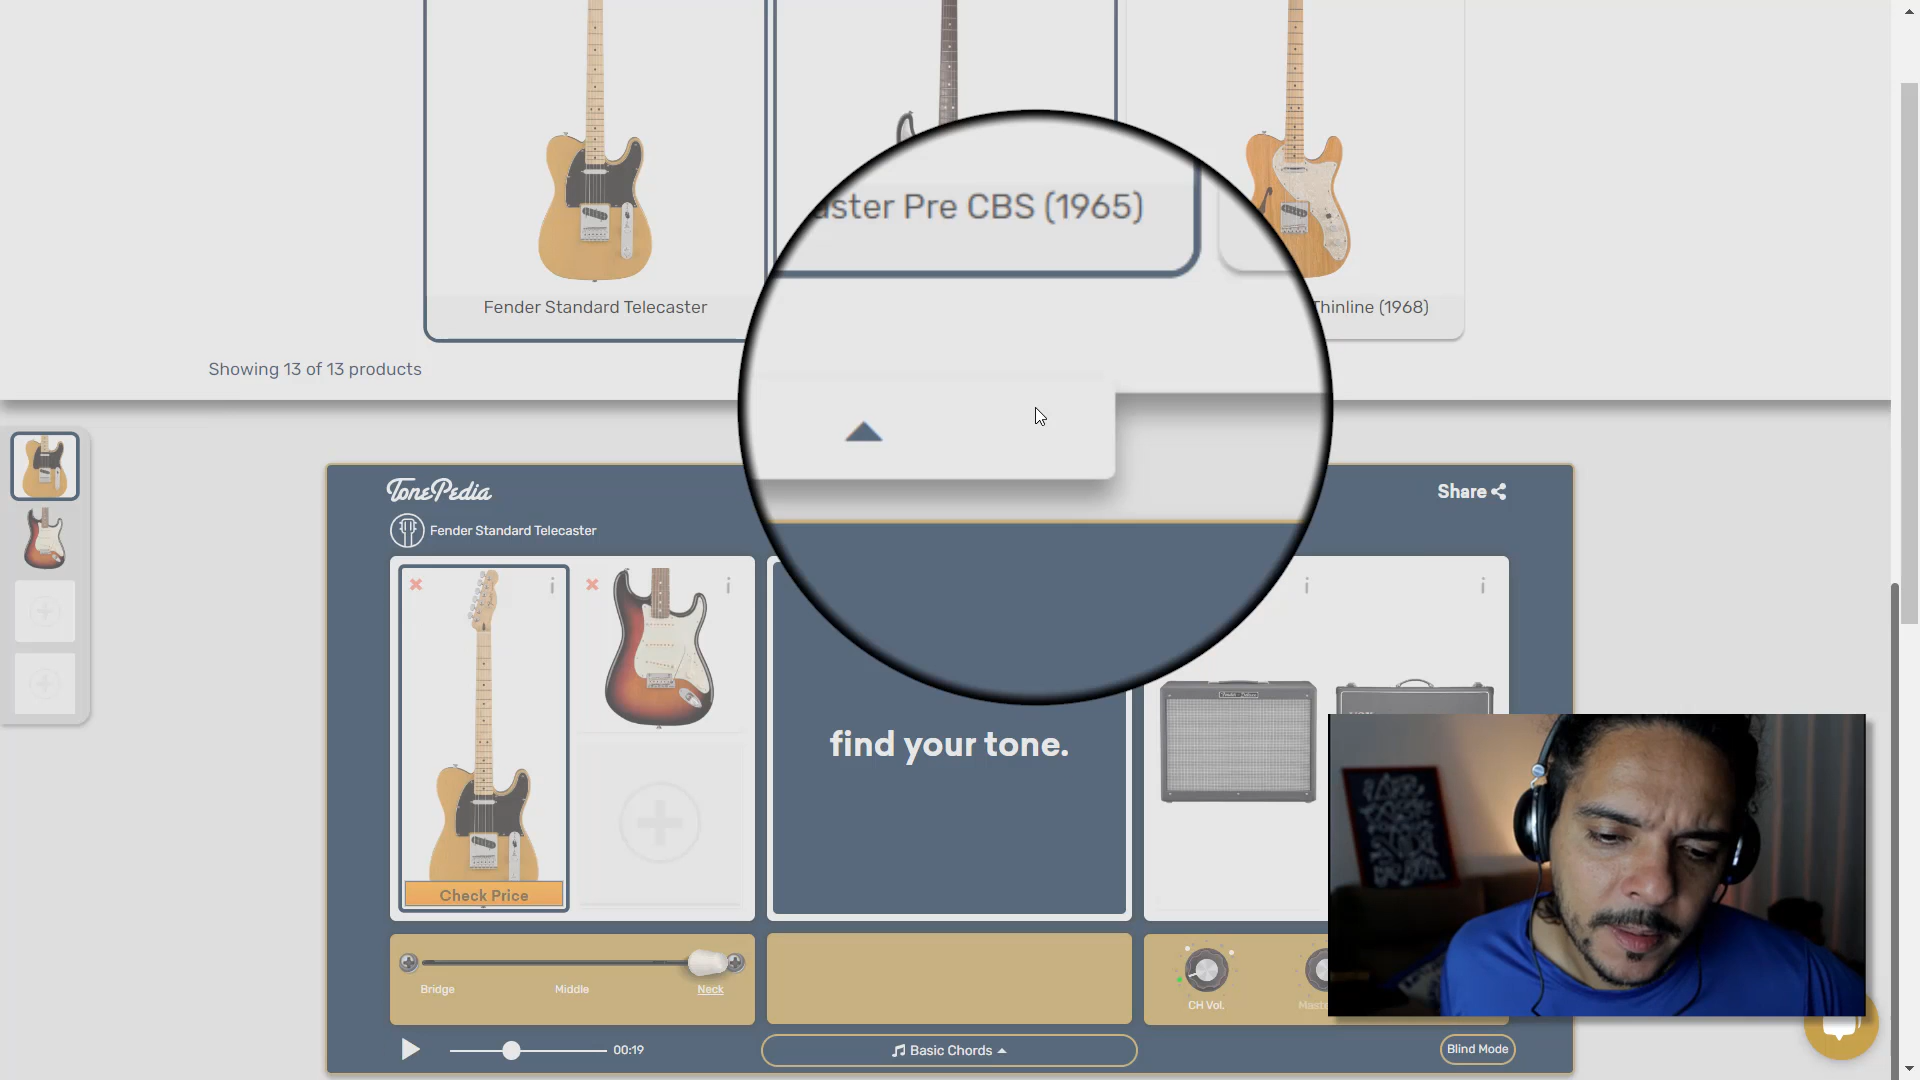 aster Pre CBS (1965)
Fender Standard Telecaster
Thinline (1968)
Showing 13 of 13 products
TonePedia
Share
Fender Standard Telecaster
i
i
i
i
find your tone.
Check Price
Bridge
Middle
Neck
CH Vol.
00:19
Basic Chords
Blind Mode